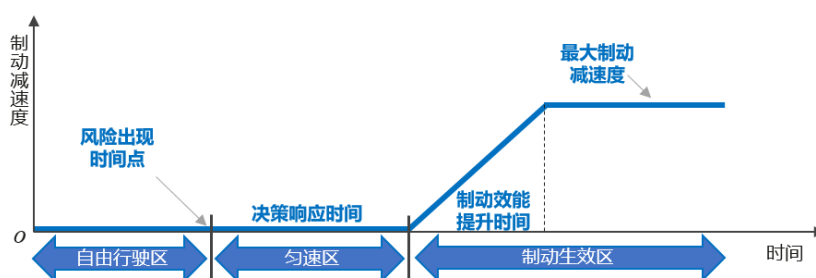 制动减速度
最大制动
减速度
风险出现
时间点
决策响应时间
制动效能
提升时间
O
自由行驶区
匀速区
制动生效区
时间